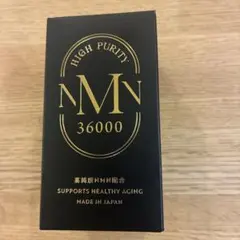 HIGH PURITY
NMN
36000
高純度NMN配合
SUPPORTS HEALTHY AGING
MADE IN JAPAN